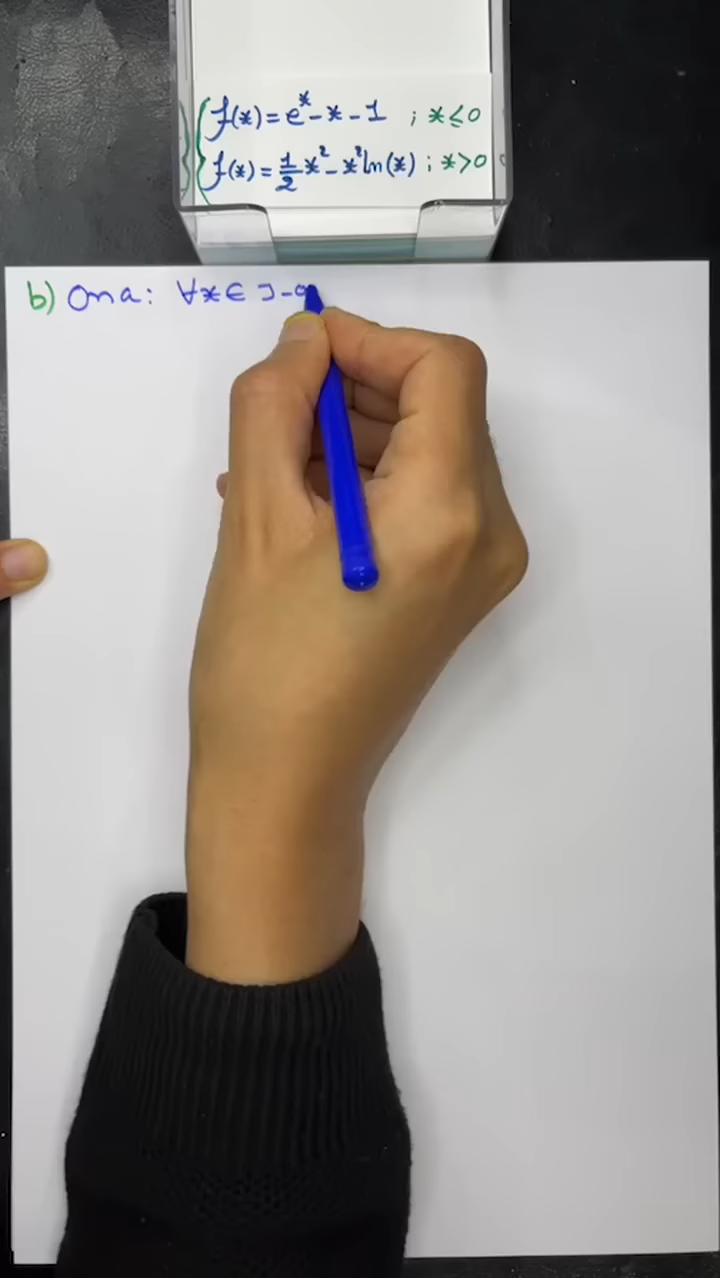 f(x) = e^x - x - 1 ; x ≤ 0
f(x) = 1/2 x² - x² ln(x) ; x > 0
b) On a : ∀x ∈ ]-